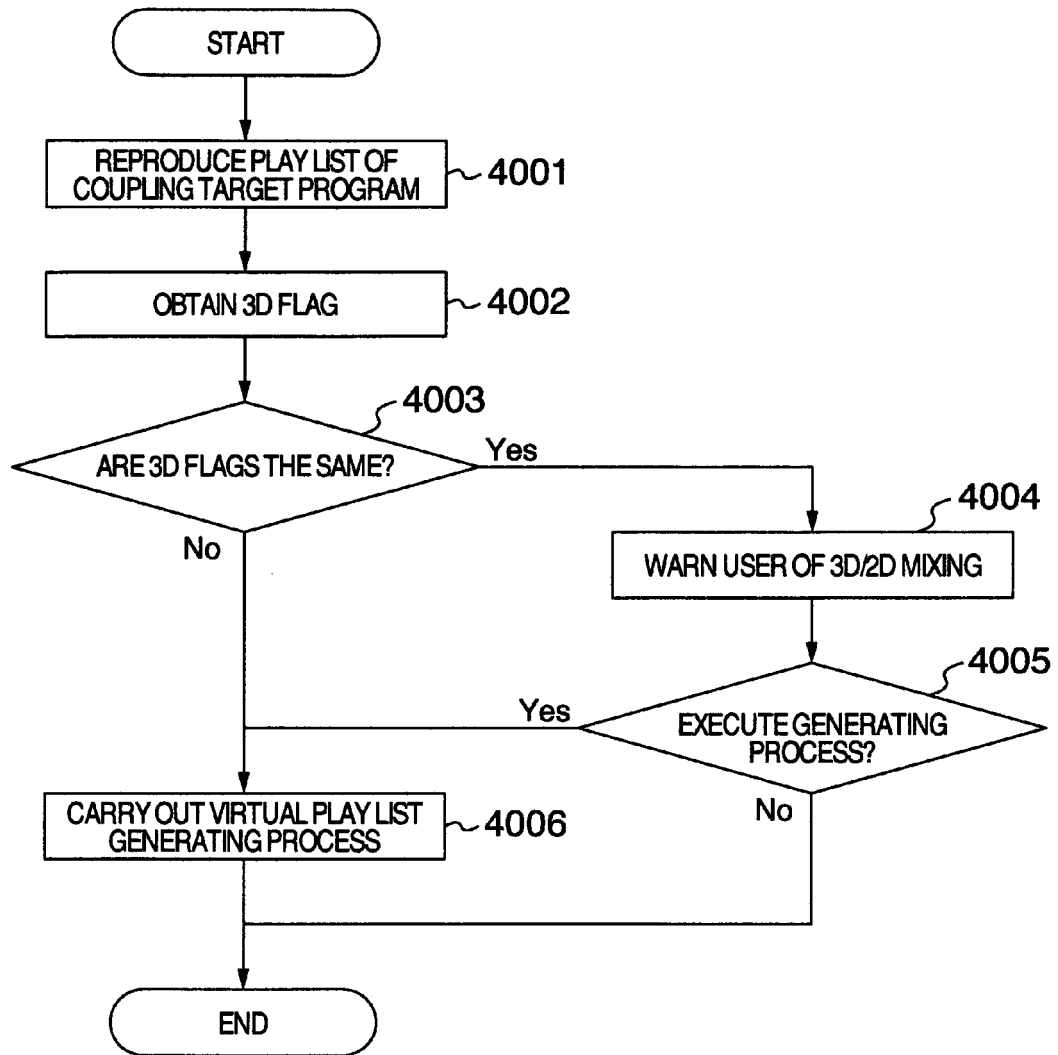 START
REPRODUCE PLAY LIST OF
COUPLING TARGET PROGRAM
4001
OBTAIN 3D FLAG
4002
4003
ARE 3D FLAGS THE SAME?
Yes
No
4004
WARN USER OF 3D/2D MIXING
4005
EXECUTE GENERATING
PROCESS?
Yes
No
CARRY OUT VIRTUAL PLAY LIST
GENERATING PROCESS
4006
END